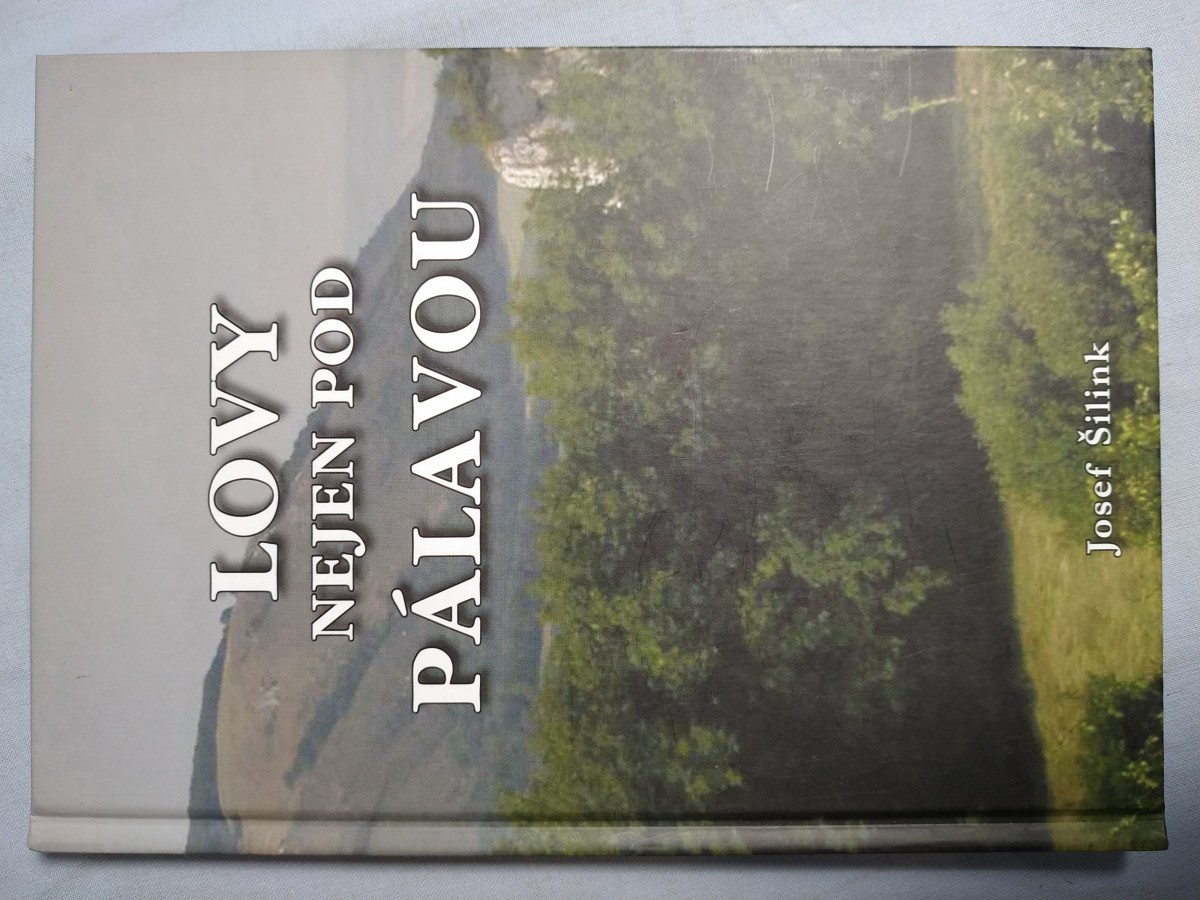 LOVY
NEJEN POD
PÁLAVOU
Josef Šilink